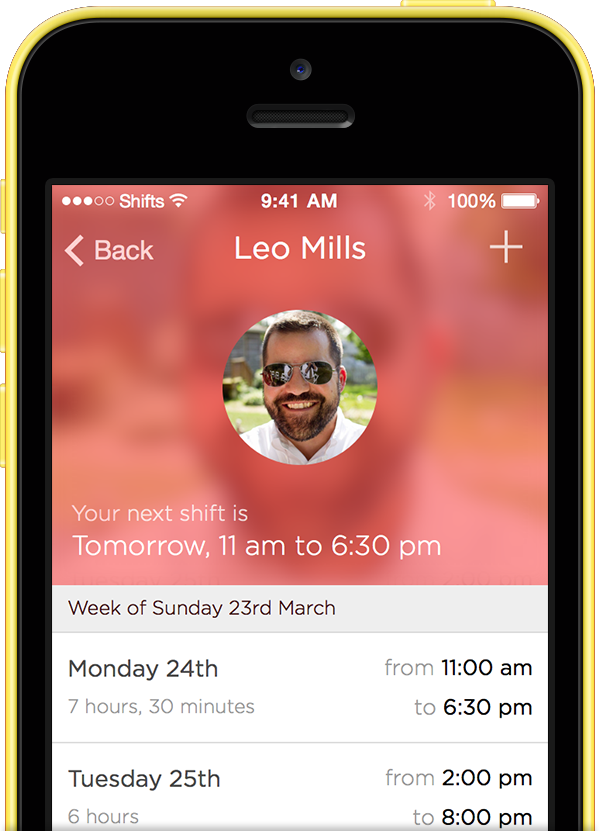 Shifts 9:41 AM 100%
Back Leo Mills
Your next shift is
Tomorrow, 11 am to 6:30 pm
Week of Sunday 23rd March
Monday 24th from 11:00 am
7 hours, 30 minutes to 6:30 pm
Tuesday 25th from 2:00 pm
6 hours to 8:00 pm